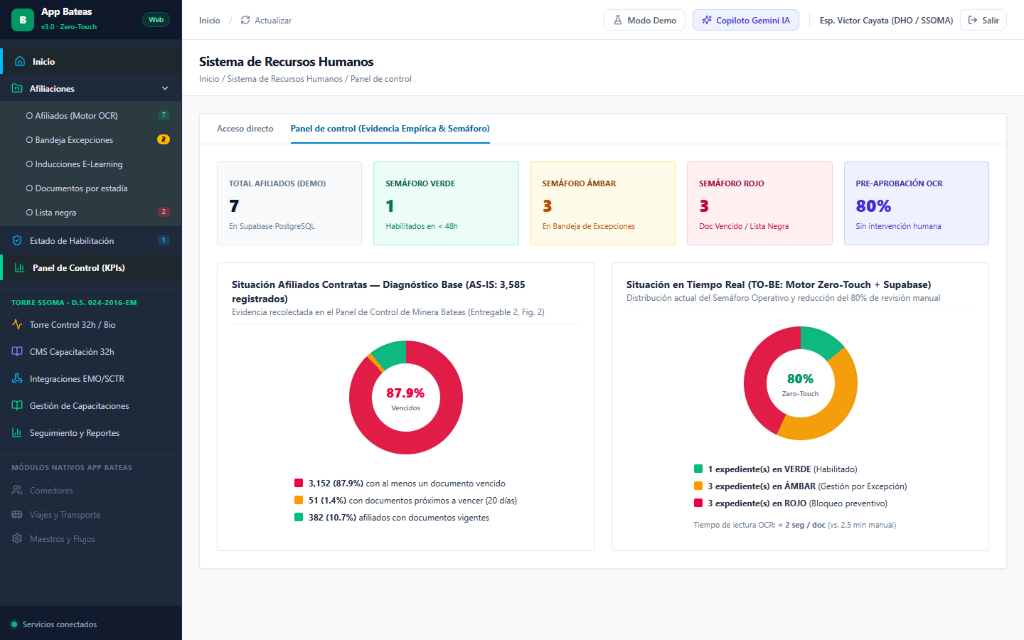 B
App Bateas
v3.0 · Zero-Touch
Web
Inicio
Afiliaciones
Afiliados (Motor OCR)
7
Bandeja Excepciones
2
Inducciones E-Learning
Documentos por estadía
Lista negra
2
Estado de Habilitación
1
Panel de Control (KPIs)
TORRE SSOMA · D.S. 024-2016-EM
Torre Control 32h / Bio
CMS Capacitación 32h
Integraciones EMO/SCTR
Gestión de Capacitaciones
Seguimiento y Reportes
MÓDULOS NATIVOS APP BATEAS
Comedores
Viajes y Transporte
Maestros y Flujos
Servicios conectados
Inicio / Actualizar
Modo Demo
Copiloto Gemini IA
Esp. Víctor Cayata (DHO / SSOMA)
Salir
Sistema de Recursos Humanos
Inicio / Sistema de Recursos Humanos / Panel de control
Acceso directo
Panel de control (Evidencia Empírica & Semáforo)
TOTAL AFILIADOS (DEMO)
7
En Supabase PostgreSQL
SEMÁFORO VERDE
1
Habilitados en < 48h
SEMÁFORO ÁMBAR
3
En Bandeja de Excepciones
SEMÁFORO ROJO
3
Doc Vencido / Lista Negra
PRE-APROBACIÓN OCR
80%
Sin intervención humana
Situación Afiliados Contratas — Diagnóstico Base (AS-IS: 3,585
registrados)
Evidencia recolectada en el Panel de Control de Minera Bateas (Entregable 2, Fig. 2)
87.9%
Vencidos
3,152 (87.9%) con al menos un documento vencido
51 (1.4%) con documentos próximos a vencer (20 días)
382 (10.7%) afiliados con documentos vigentes
Situación en Tiempo Real (TO-BE: Motor Zero-Touch + Supabase)
Distribución actual del Semáforo Operativo y reducción del 80% de revisión manual
80%
Zero-Touch
1 expediente(s) en VERDE (Habilitado)
3 expediente(s) en ÁMBAR (Gestión por Excepción)
3 expediente(s) en ROJO (Bloqueo preventivo)
Tiempo de lectura OCR: < 2 seg / doc (vs. 2.5 min manual)